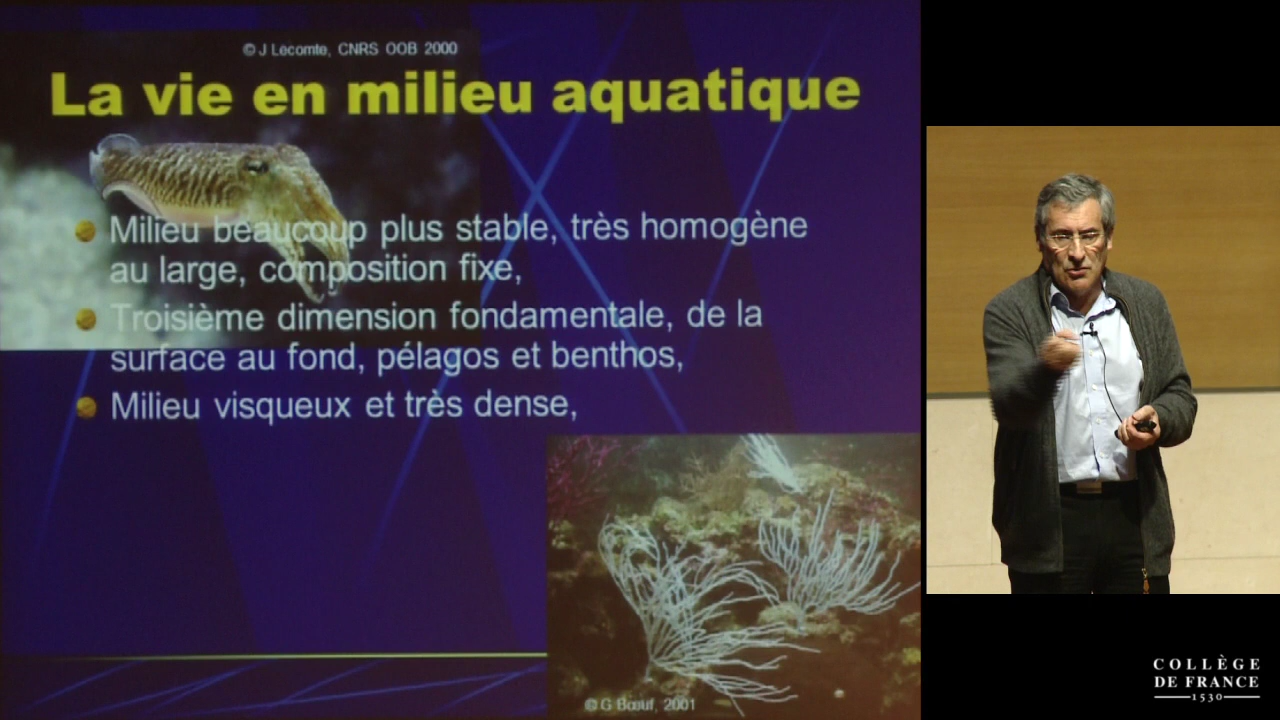 © J Lecomte, CNRS OOB 2000
La vie en milieu aquatique
Milieu beaucoup plus stable, très homogène
au large, composition fixe,
Troisième dimension fondamentale, de la
surface au fond, pélagos et benthos,
Milieu visqueux et très dense,
© G Bœuf, 2001
COLLÈGE
DE FRANCE
1530